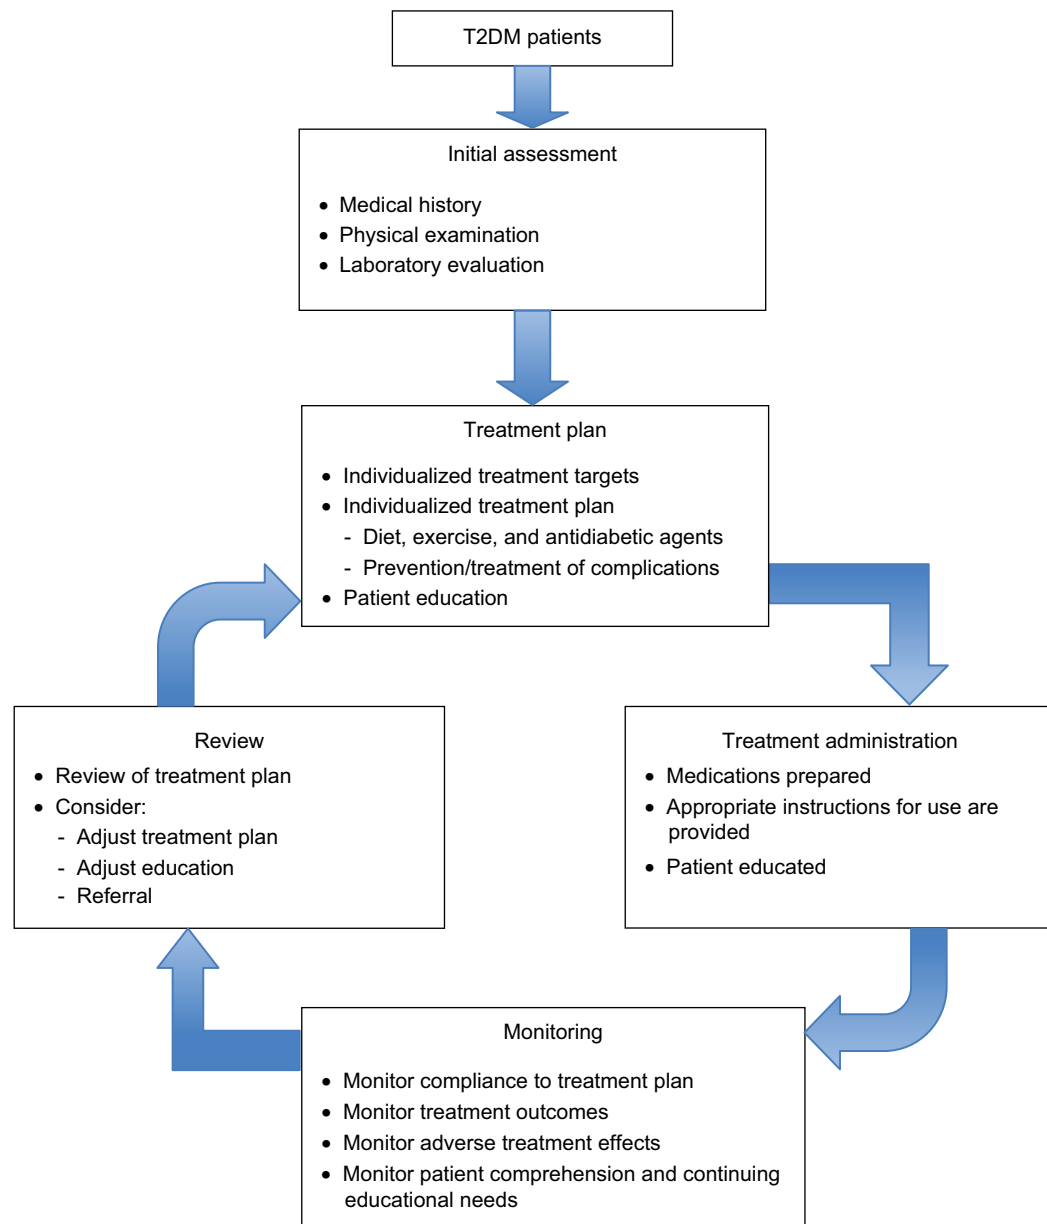 T2DM patients
Initial assessment
• Medical history
• Physical examination
• Laboratory evaluation
Treatment plan
• Individualized treatment targets
• Individualized treatment plan
- Diet, exercise, and antidiabetic agents
- Prevention/treatment of complications
• Patient education
Treatment administration
• Medications prepared
• Appropriate instructions for use are
provided
• Patient educated
Monitoring
• Monitor compliance to treatment plan
• Monitor treatment outcomes
• Monitor adverse treatment effects
• Monitor patient comprehension and continuing
educational needs
Review
• Review of treatment plan
• Consider:
- Adjust treatment plan
- Adjust education
- Referral